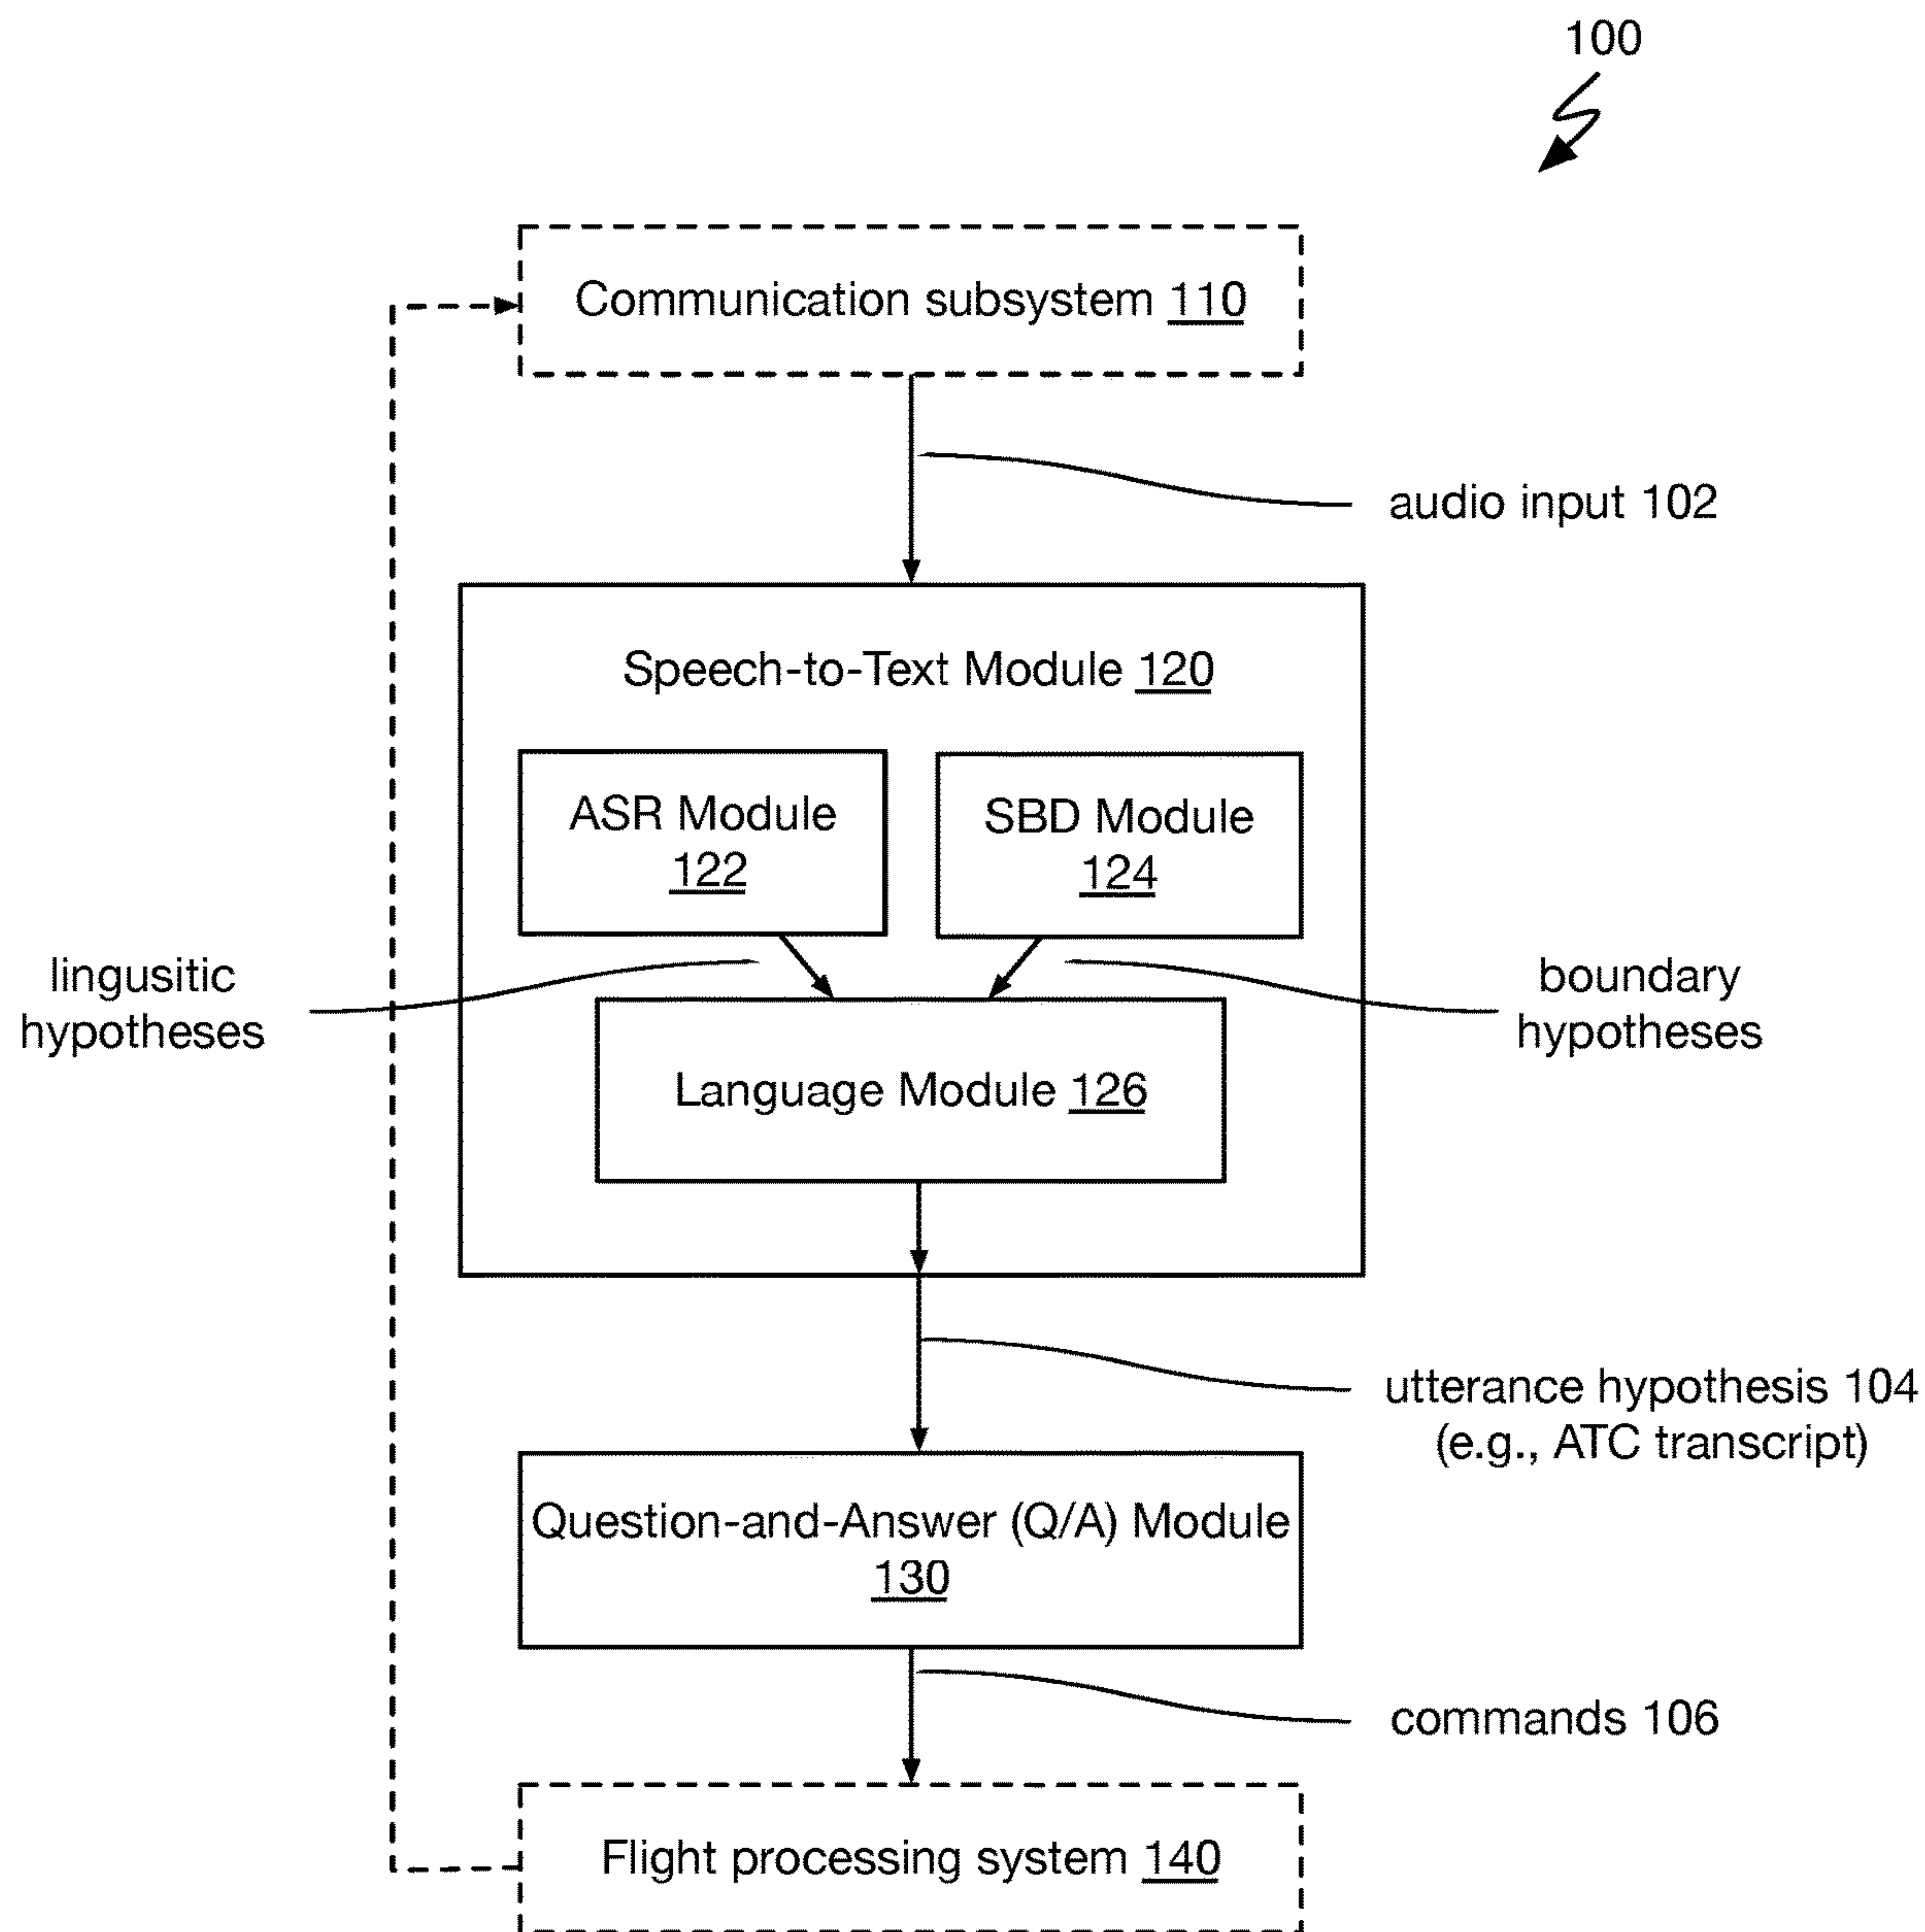 100
Communication subsystem 110
audio input 102
Speech-to-Text Module 120
ASR Module
122
SBD Module
124
lingusitic
hypotheses
boundary
hypotheses
Language Module 126
utterance hypothesis 104
(e.g., ATC transcript)
Question-and-Answer (Q/A) Module
130
commands 106
Flight processing system 140